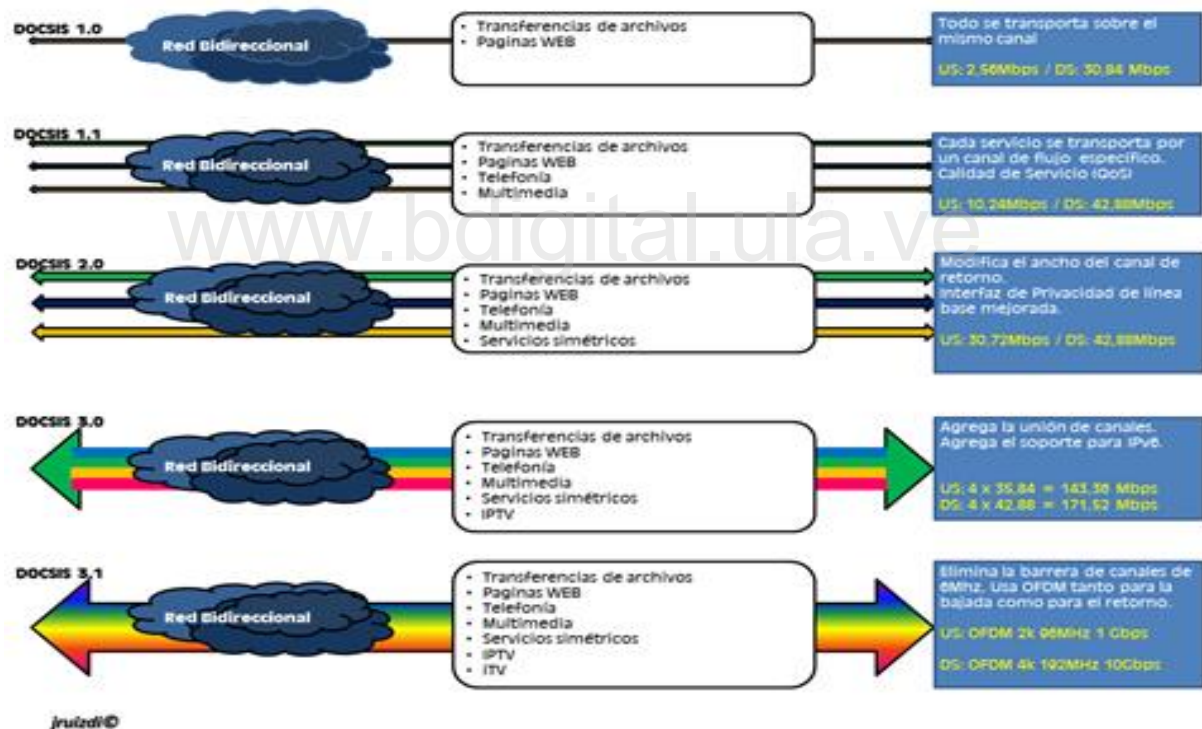 DOCSIS 1.0
Red Bidireccional
• Transferencias de archivos
• Paginas WEB
Todo se transporta sobre el
mismo canal
US: 2,56Mbps / DS: 30,84 Mbps
DOCSIS 1.1
Red Bidireccional
• Transferencias de archivos
• Paginas WEB
• Telefonía
• Multimedia
Cada servicio se transporta por
un canal de flujo específico.
Calidad de Servicio (QoS)
US: 10,24Mbps / DS: 42,88Mbps
www.bdigital.ula.ve
DOCSIS 2.0
Red Bidireccional
• Transferencias de archivos
• Paginas WEB
• Telefonía
• Multimedia
• Servicios simétricos
Modifica el ancho del canal de
retorno.
Interfaz de Privacidad de línea
base mejorada.
US: 30,72Mbps / DS: 42,88Mbps
DOCSIS 3.0
Red Bidireccional
• Transferencias de archivos
• Paginas WEB
• Telefonía
• Multimedia
• Servicios simétricos
• IPTV
Agrega la unión de canales.
Agrega el soporte para IPv6.
US: 4 x 35,84 = 143,36 Mbps
DS: 4 x 42,88 = 171,52 Mbps
DOCSIS 3.1
Red Bidireccional
• Transferencias de archivos
• Paginas WEB
• Telefonía
• Multimedia
• Servicios simétricos
• IPTV
• iTV
Elimina la barrera de canales de
6Mhz. Usa OFDM tanto para la
bajada como para el retorno.
US: OFDM 2k 96MHz 1 Gbps
DS: OFDM 4k 192MHz 10Gbps
jruizdi©